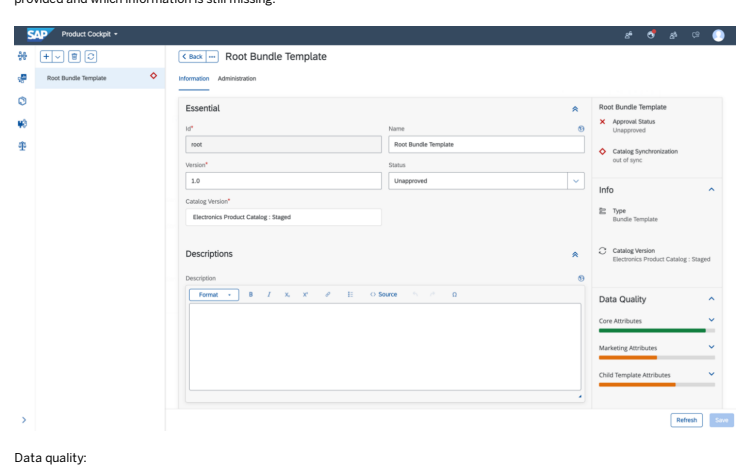 provided and which information is still missing.
SAP Product Cockpit
Root Bundle Template
Back Root Bundle Template
Information Administration
Essential
Id*
Name
root
Root Bundle Template
Version*
Status
1.0
Unapproved
Catalog Version*
Electronics Product Catalog : Staged
Descriptions
Description
Format B I X₂ X² <> Source Ω
Root Bundle Template
Approval Status
Unapproved
Catalog Synchronization
out of sync
Info
Type
Bundle Template
Catalog Version
Electronics Product Catalog : Staged
Data Quality
Core Attributes
Marketing Attributes
Child Template Attributes
Refresh Save
Data quality: